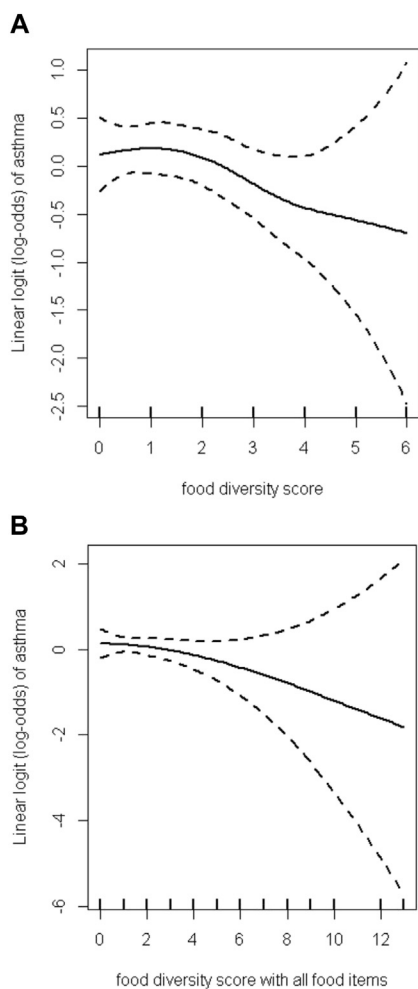 A
Linear logit (log-odds) of asthma
1.0
0.5
0.0
-0.5
-1.0
-1.5
-2.0
-2.5
0 1 2 3 4 5 6
food diversity score
B
Linear logit (log-odds) of asthma
2
0
-2
-4
-6
0 2 4 6 8 10 12
food diversity score with all food items